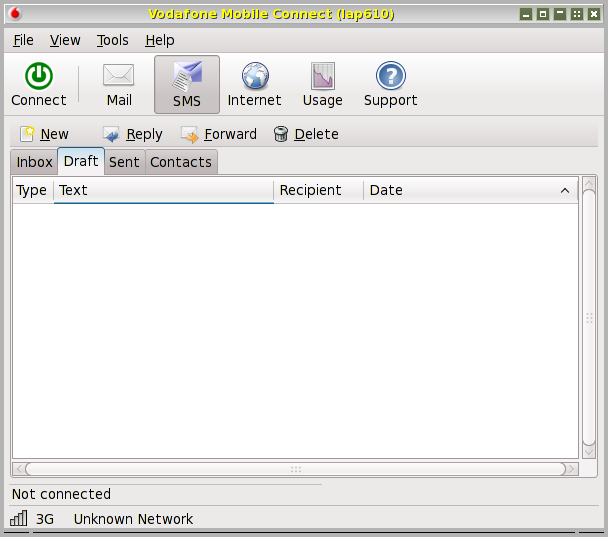 Vodafone Mobile Connect (lap610)
File View Tools Help
Connect Mail SMS Internet Usage Support
New Reply Forward Delete
Inbox Draft Sent Contacts
Type Text Recipient Date
Not connected
3G Unknown Network